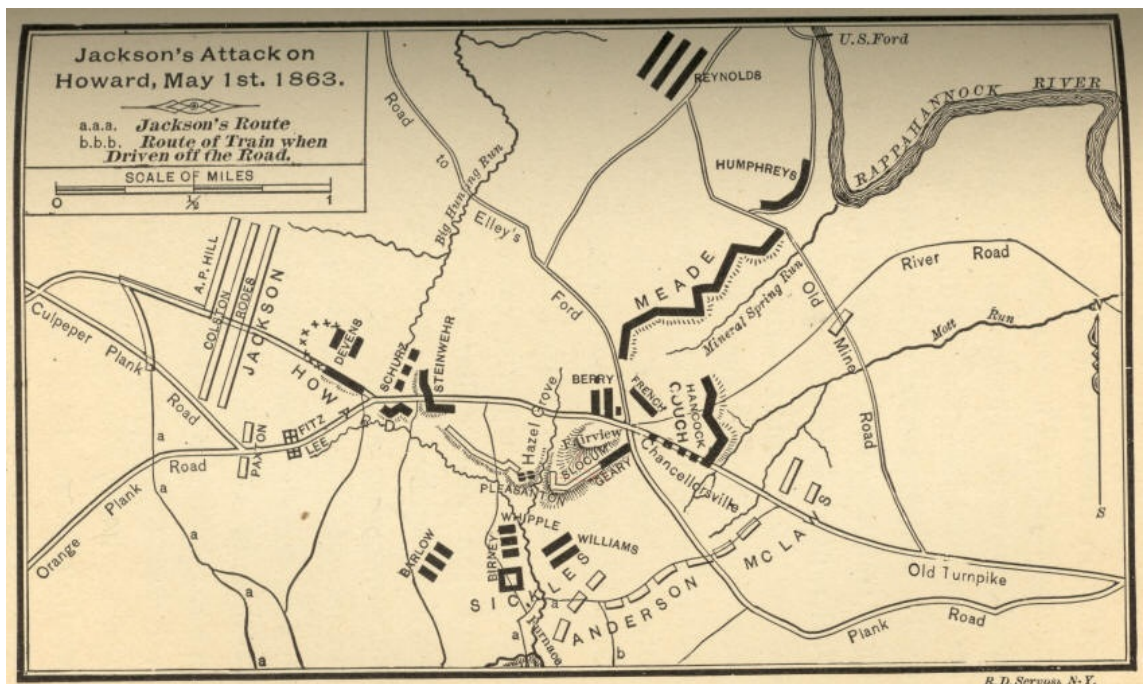 Jackson's Attack on
Howard, May 1st. 1863.
a.a.a. Jackson's Route
b.b.b. Route of Train when
Driven off the Road.
SCALE OF MILES
0 ½ 1
U.S. Ford
RAPPAHANNOCK RIVER
REYNOLDS
HUMPHREYS
Road to Elley's Ford
Big Hunting Run
MEADE
Mineral Spring Run
Old Mine Road
River Road
Mott Run
A.P. HILL
COLSTON
RODES
JACKSON
Culpeper Plank Road
DEVENS
HOWARD
SCHURZ
STEINWEHR
BERRY
FRENCH
COUCH
HANCOCK
Hazel Grove
Fairview
SLOCUM
GEARY
Chancellorsville
PLEASANTON
FITZ
LEE
PAXTON
Orange Plank Road
a
a
a
a
a
BARLOW
WHIPPLE
BIRNEY
WILLIAMS
SICKLES
ANDERSON
MC LAWS
Old Turnpike
Plank Road
Furnace
a
a
b
S
R. D. Servoss, N.Y.